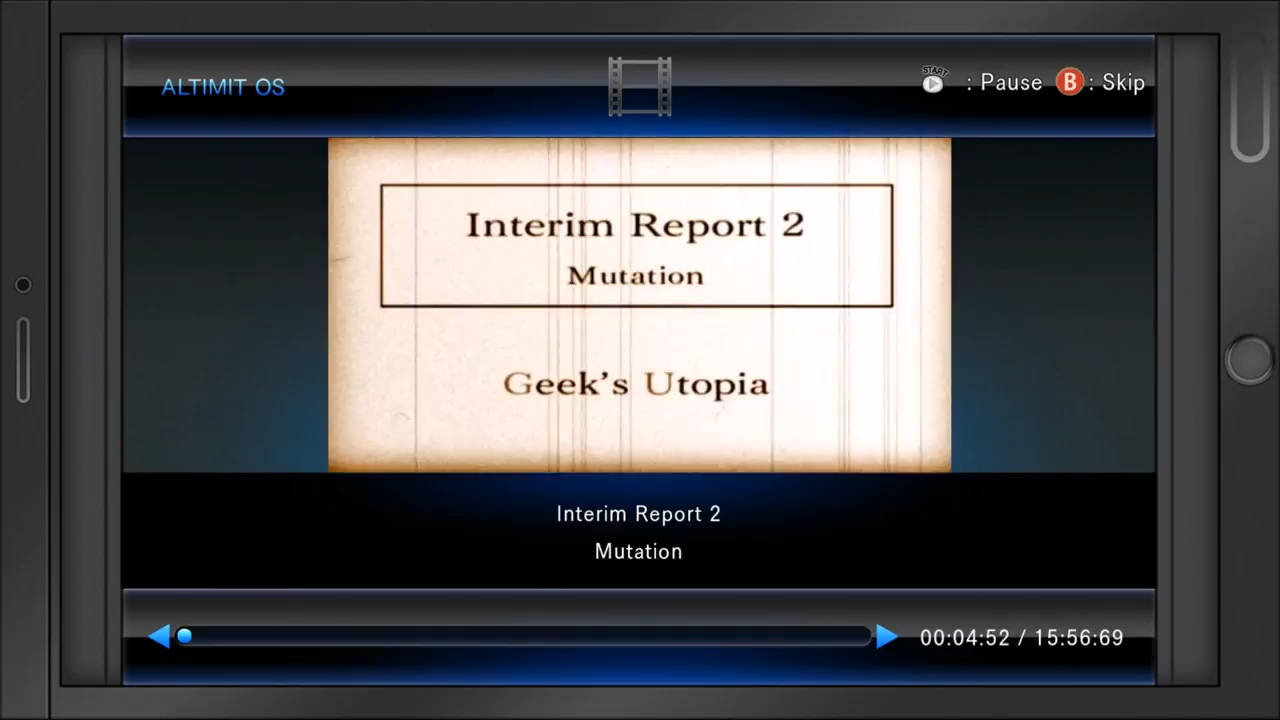 ALTIMIT OS
START : Pause B : Skip
Interim Report 2
Mutation
Geek's Utopia
Interim Report 2
Mutation
00:04:52 / 15:56:69